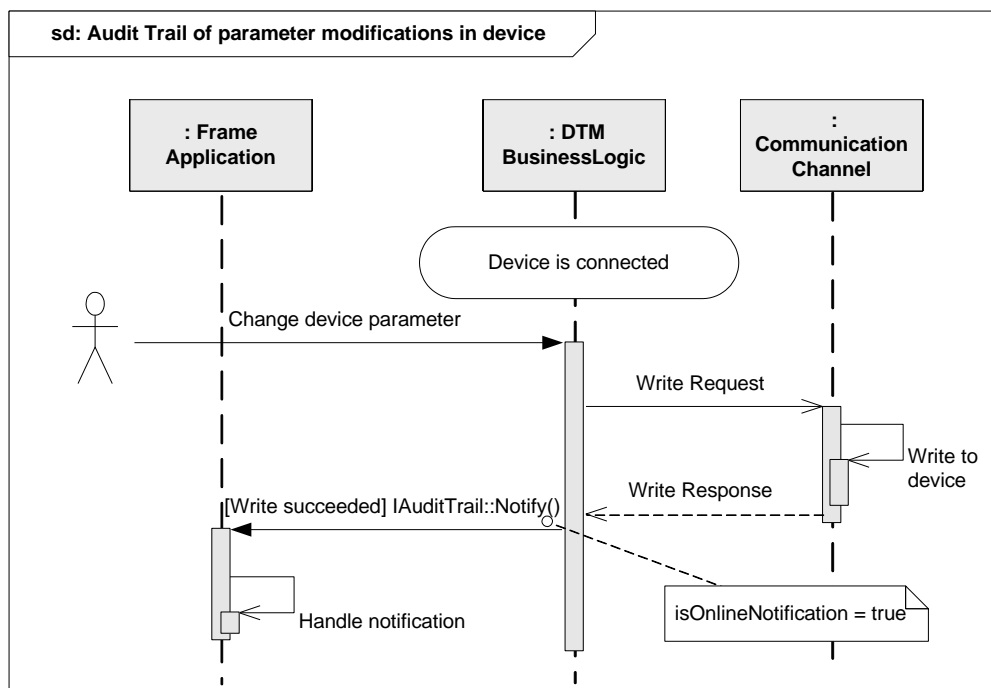 sd: Audit Trail of parameter modifications in device
: Frame
Application
: DTM
BusinessLogic
:
Communication
Channel
Device is connected
Change device parameter
Write Request
Write to
device
Write Response
[Write succeeded] IAuditTrail::Notify()
isOnlineNotification = true
Handle notification